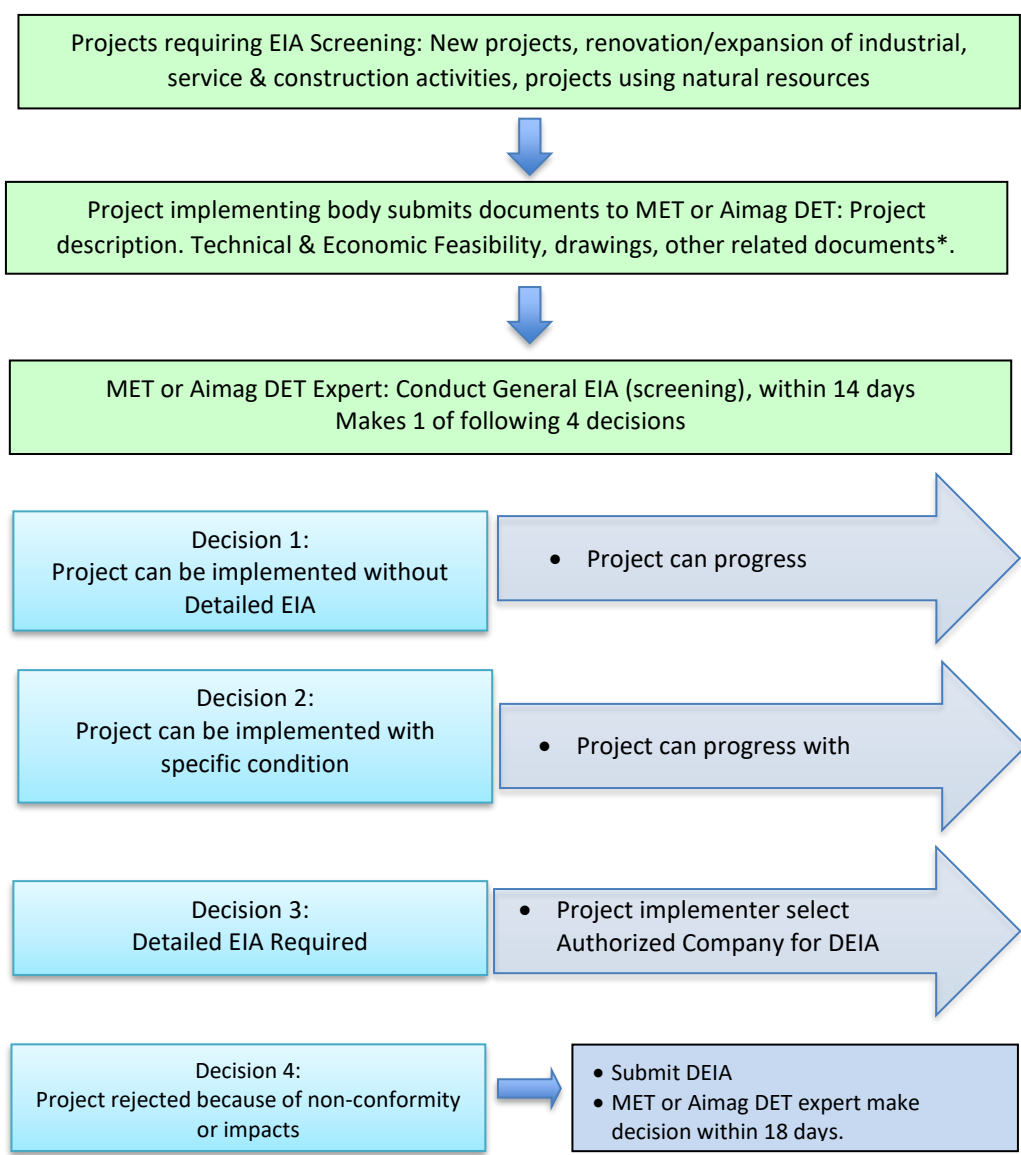 Projects requiring EIA Screening: New projects, renovation/expansion of industrial,
service & construction activities, projects using natural resources
Project implementing body submits documents to MET or Aimag DET: Project
description. Technical & Economic Feasibility, drawings, other related documents*.
MET or Aimag DET Expert: Conduct General EIA (screening), within 14 days
Makes 1 of following 4 decisions
Decision 1:
Project can be implemented without
Detailed EIA
• Project can progress
Decision 2:
Project can be implemented with
specific condition
• Project can progress with
Decision 3:
Detailed EIA Required
• Project implementer select
Authorized Company for DEIA
Decision 4:
Project rejected because of non-conformity
or impacts
• Submit DEIA
• MET or Aimag DET expert make
decision within 18 days.